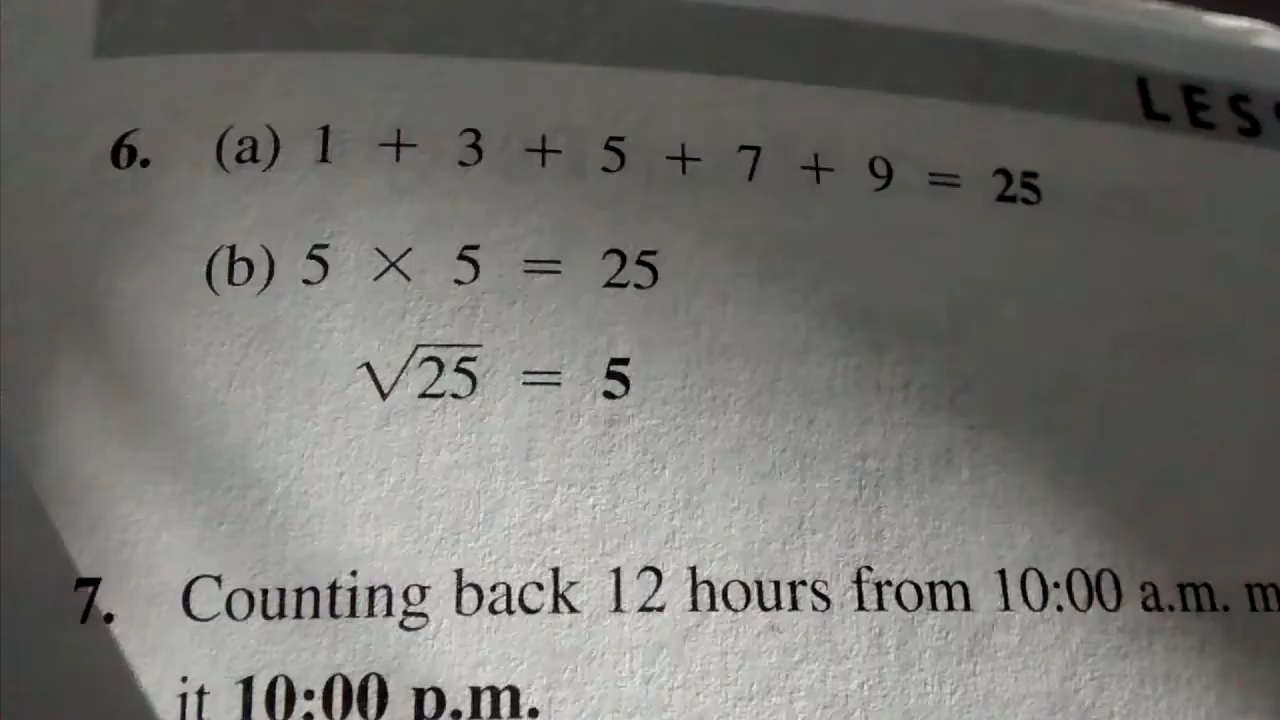 LES
6. (a) 1 + 3 + 5 + 7 + 9 = 25
(b) 5 × 5 = 25
√25 = 5
7. Counting back 12 hours from 10:00 a.m. m
it 10:00 p.m.